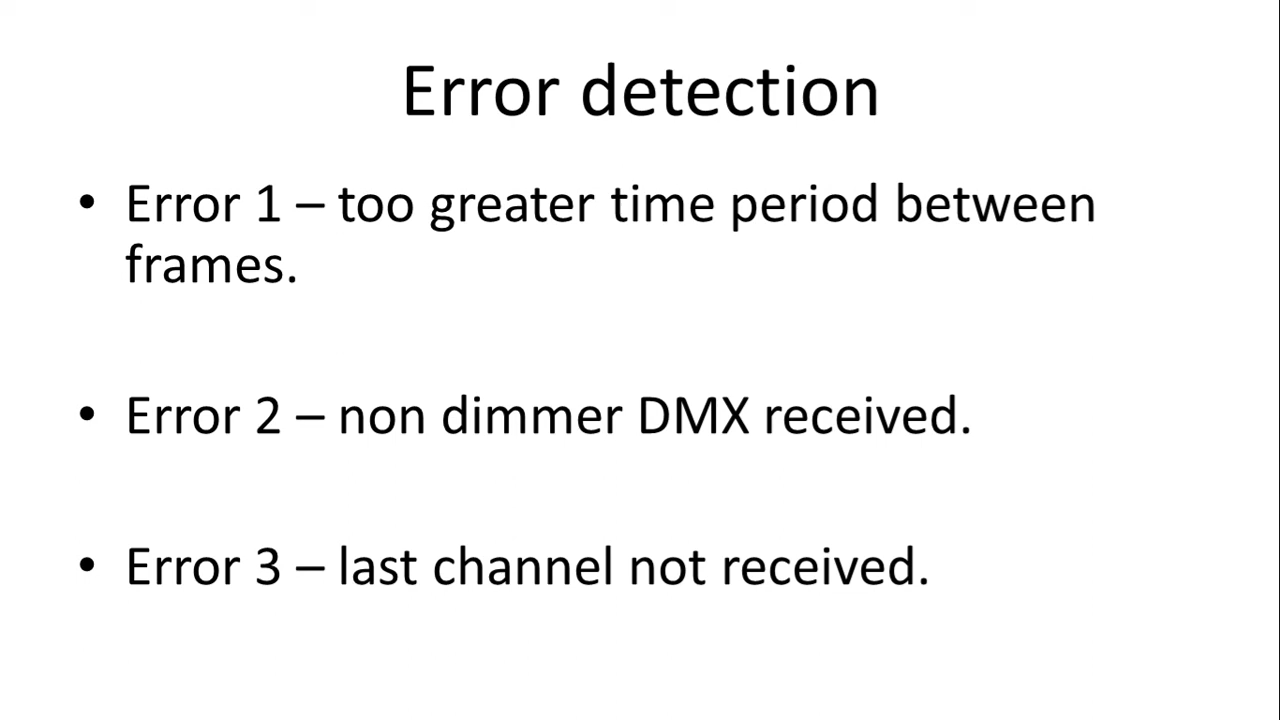 Error detection
• Error 1 – too greater time period between
frames.
• Error 2 – non dimmer DMX received.
• Error 3 – last channel not received.